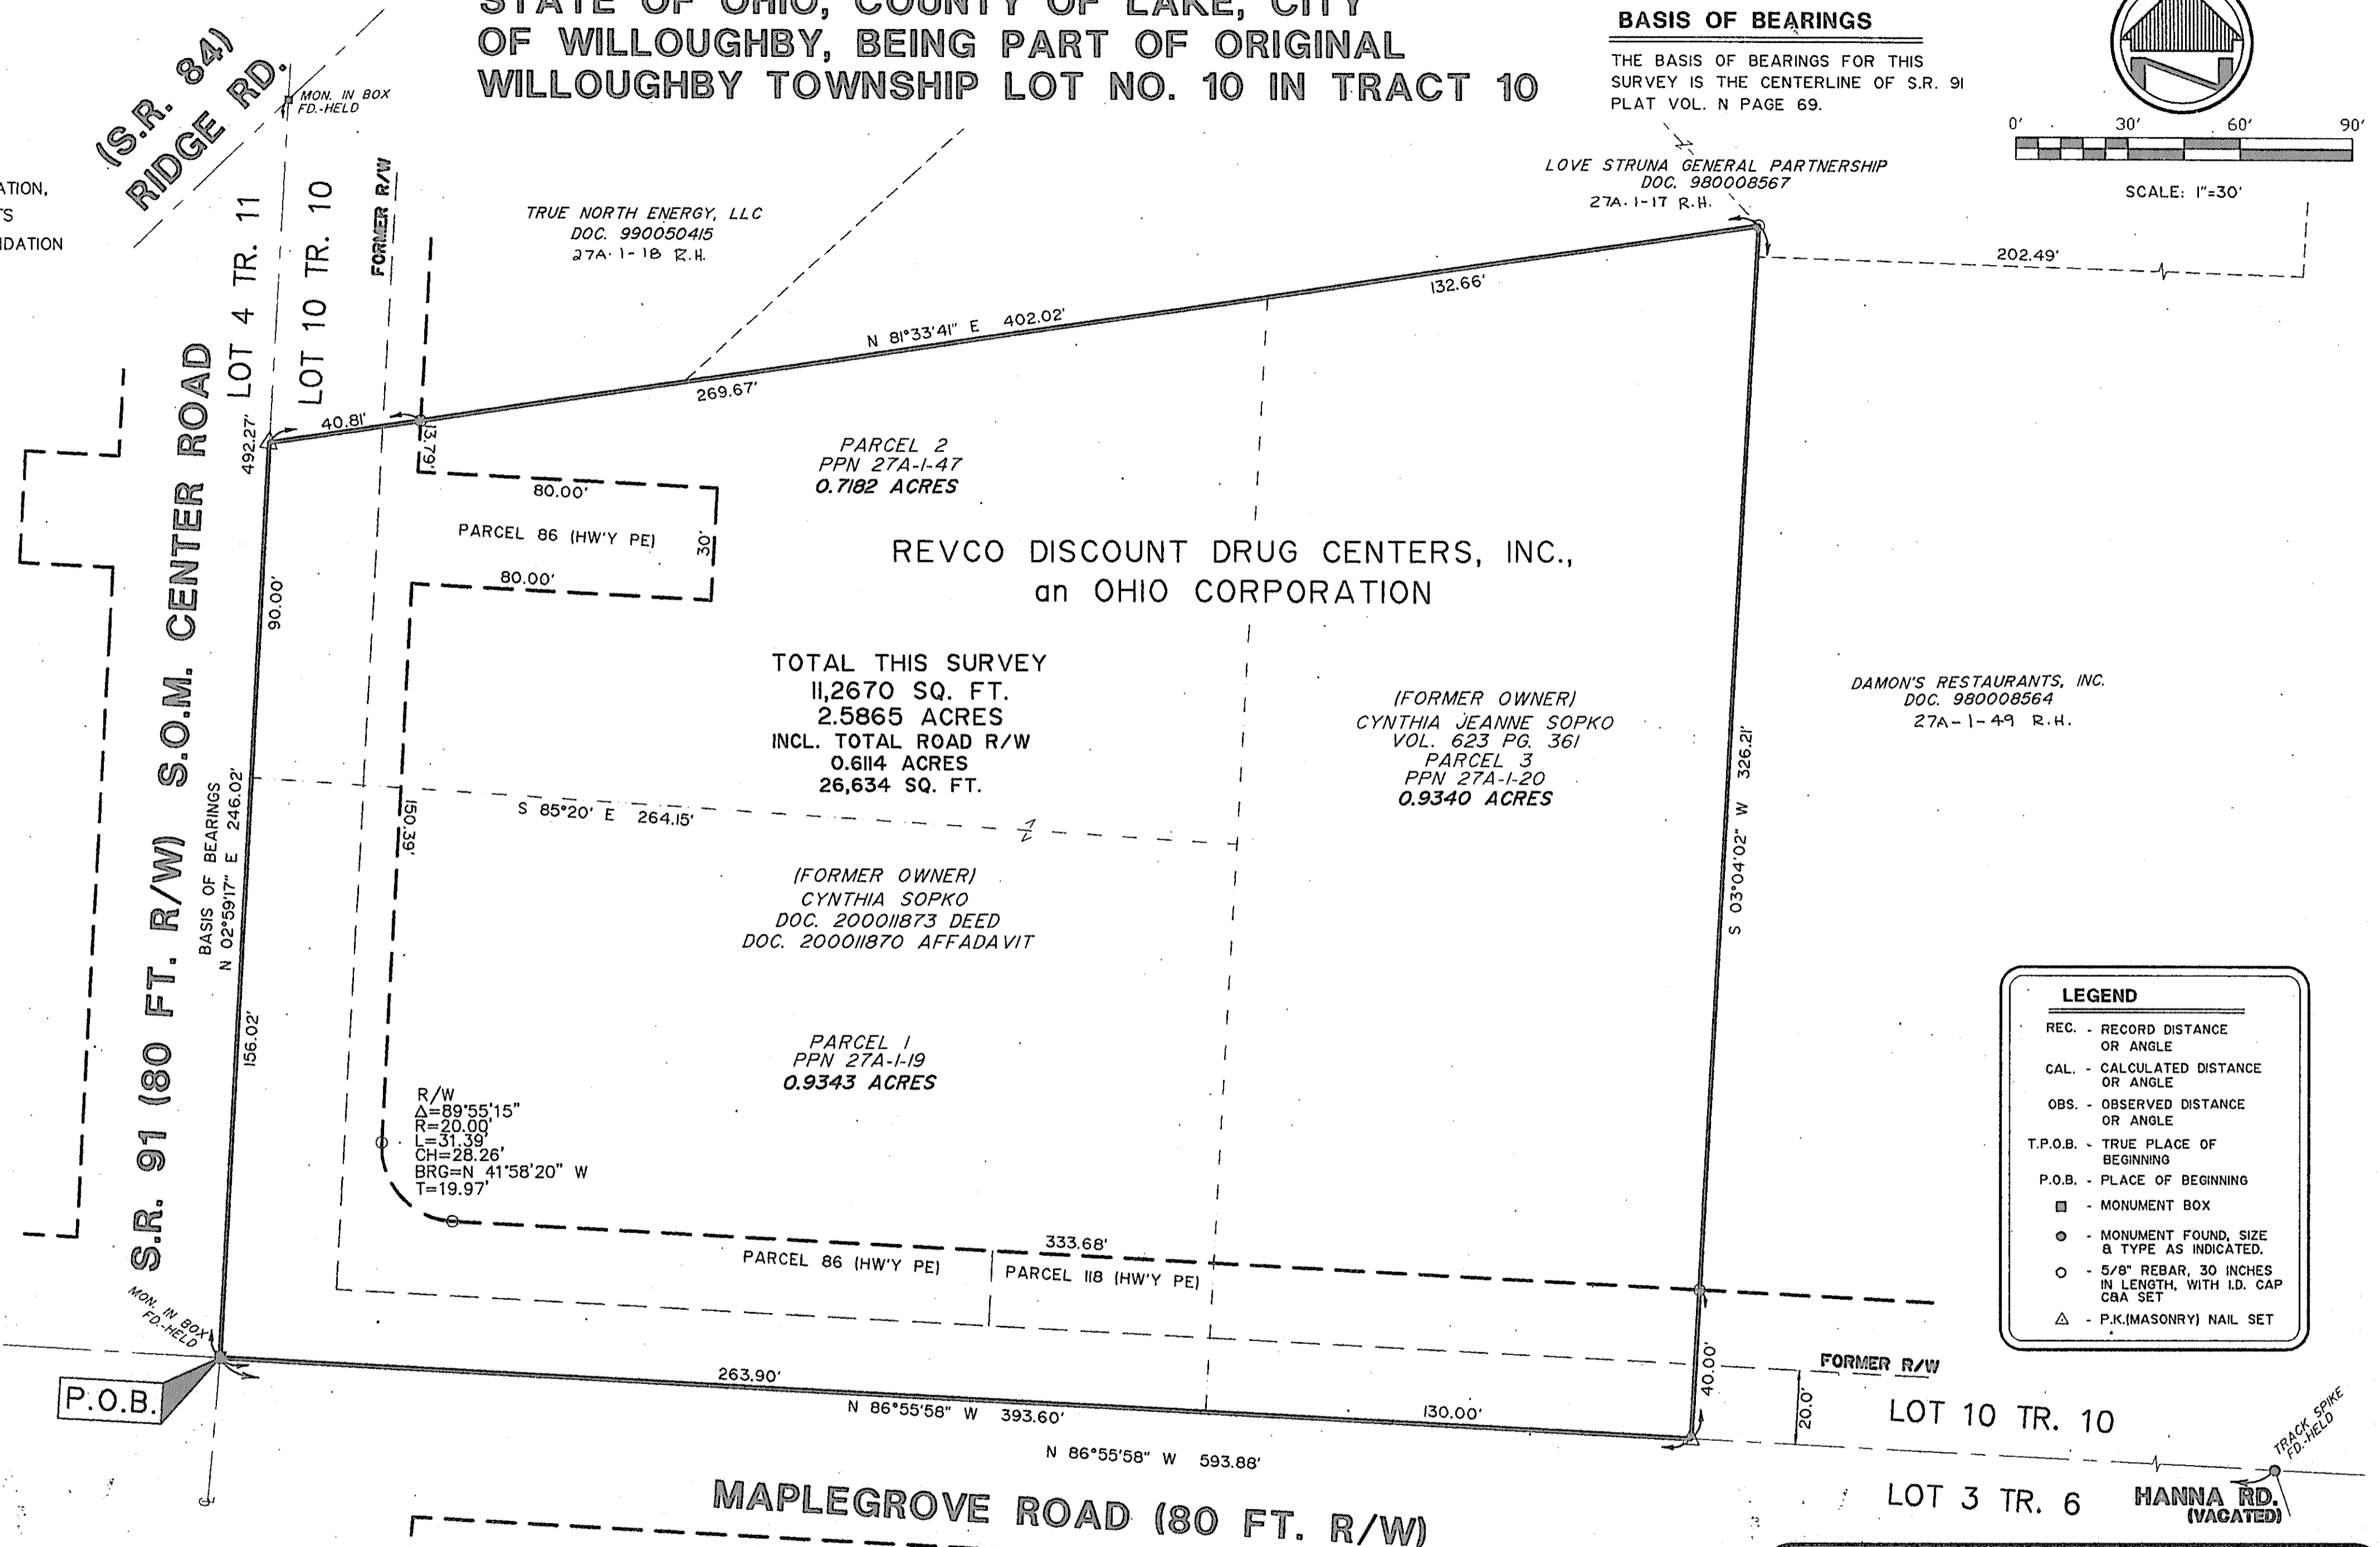 STATE OF OHIO, COUNTY OF LAKE, CITY
OF WILLOUGHBY, BEING PART OF ORIGINAL
WILLOUGHBY TOWNSHIP LOT NO. 10 IN TRACT 10
BASIS OF BEARINGS
THE BASIS OF BEARINGS FOR THIS
SURVEY IS THE CENTERLINE OF S.R. 91
PLAT VOL. N PAGE 69.
0' 30' 60' 90'
SCALE: 1"=30'
(S.R. 84)
RIDGE RD.
MON. IN BOX
FD.-HELD
LOT 4 TR. 11
LOT 10 TR. 10
FORMER R/W
TRUE NORTH ENERGY, LLC
DOC. 990050415
27A-1-18 R.H.
LOVE STRUNA GENERAL PARTNERSHIP
DOC. 980008567
27A-1-17 R.H.
202.49'
132.66'
N 81°33'41" E 402.02'
269.67'
40.81'
492.27'
13.79'
80.00'
PARCEL 86 (HW'Y PE)
30'
80.00'
PARCEL 2
PPN 27A-1-47
0.7182 ACRES
REVCO DISCOUNT DRUG CENTERS, INC.,
an OHIO CORPORATION
90.00'
S.R. 91 (80 FT. R/W) S.O.M. CENTER ROAD
BASIS OF BEARINGS
N 02°59'17" E 246.02'
156.02'
TOTAL THIS SURVEY
11,2670 SQ. FT.
2.5865 ACRES
INCL. TOTAL ROAD R/W
0.6114 ACRES
26,634 SQ. FT.
(FORMER OWNER)
CYNTHIA JEANNE SOPKO
VOL. 623 PG. 361
PARCEL 3
PPN 27A-1-20
0.9340 ACRES
S 03°04'02" W 326.21'
DAMON'S RESTAURANTS, INC.
DOC. 980008564
27A-1-49 R.H.
150.39'
S 85°20' E 264.15'
(FORMER OWNER)
CYNTHIA SOPKO
DOC. 200011873 DEED
DOC. 200011870 AFFADAVIT
PARCEL 1
PPN 27A-1-19
0.9343 ACRES
R/W
Δ=89°55'15"
R=20.00'
L=31.39'
CH=28.26'
BRG=N 41°58'20" W
T=19.97'
LEGEND
REC. - RECORD DISTANCE
OR ANGLE
CAL. - CALCULATED DISTANCE
OR ANGLE
OBS. - OBSERVED DISTANCE
OR ANGLE
T.P.O.B. - TRUE PLACE OF
BEGINNING
P.O.B. - PLACE OF BEGINNING
- MONUMENT BOX
- MONUMENT FOUND, SIZE
& TYPE AS INDICATED.
- 5/8" REBAR, 30 INCHES
IN LENGTH, WITH I.D. CAP
C&A SET
- P.K.(MASONRY) NAIL SET
333.68'
PARCEL 86 (HW'Y PE)
PARCEL 118 (HW'Y PE)
MON. IN BOX
FD.-HELD
P.O.B.
263.90'
N 86°55'58" W 393.60'
130.00'
40.00'
20.0'
FORMER R/W
N 86°55'58" W 593.88'
LOT 10 TR. 10
TRACK SPIKE
FD.-HELD
LOT 3 TR. 6
HANNA RD.
(VACATED)
MAPLEGROVE ROAD (80 FT. R/W)